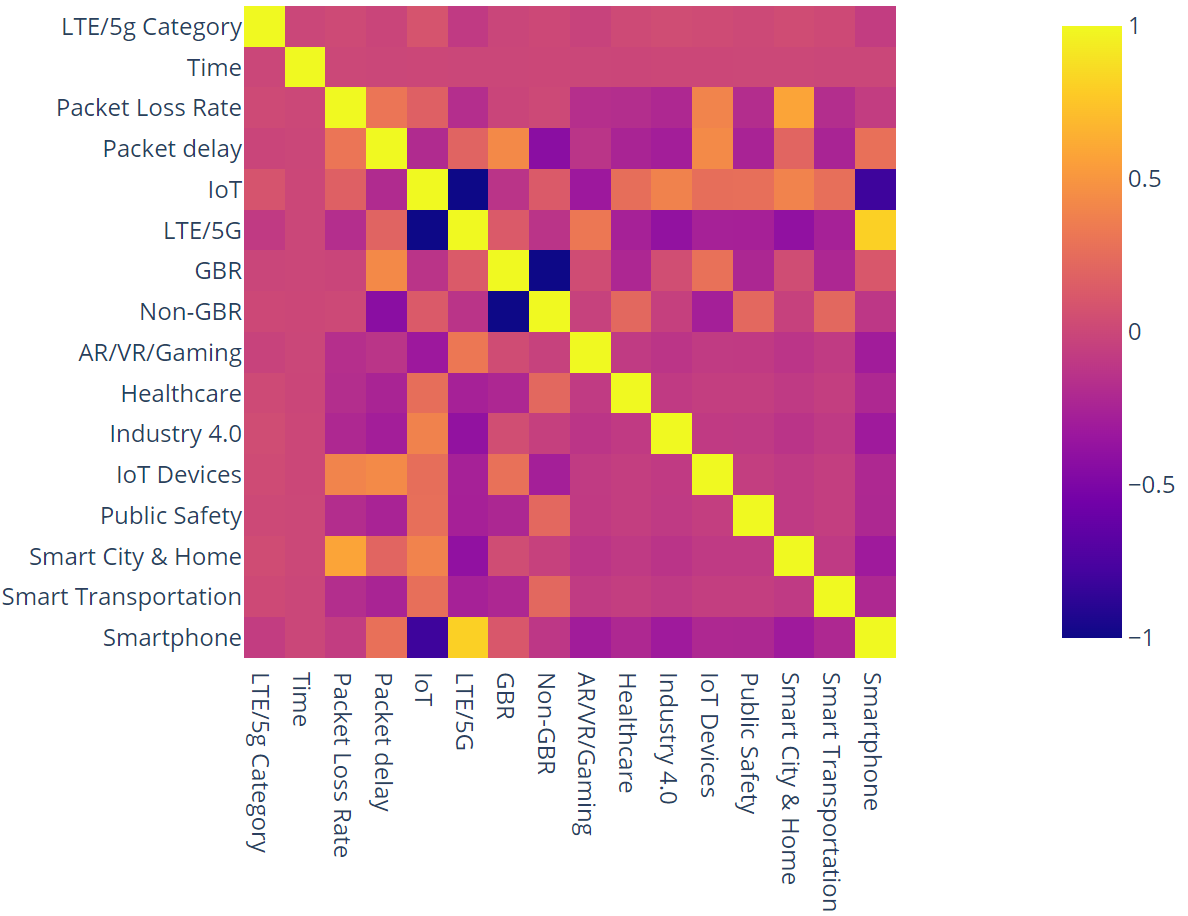 LTE/5g Category
Time
Packet Loss Rate
Packet delay
IoT
LTE/5G
GBR
Non-GBR
AR/VR/Gaming
Healthcare
Industry 4.0
IoT Devices
Public Safety
Smart City & Home
Smart Transportation
Smartphone
LTE/5g Category
Time
Packet Loss Rate
Packet delay
IoT
LTE/5G
GBR
Non-GBR
AR/VR/Gaming
Healthcare
Industry 4.0
IoT Devices
Public Safety
Smart City & Home
Smart Transportation
Smartphone
1
0.5
0
−0.5
−1